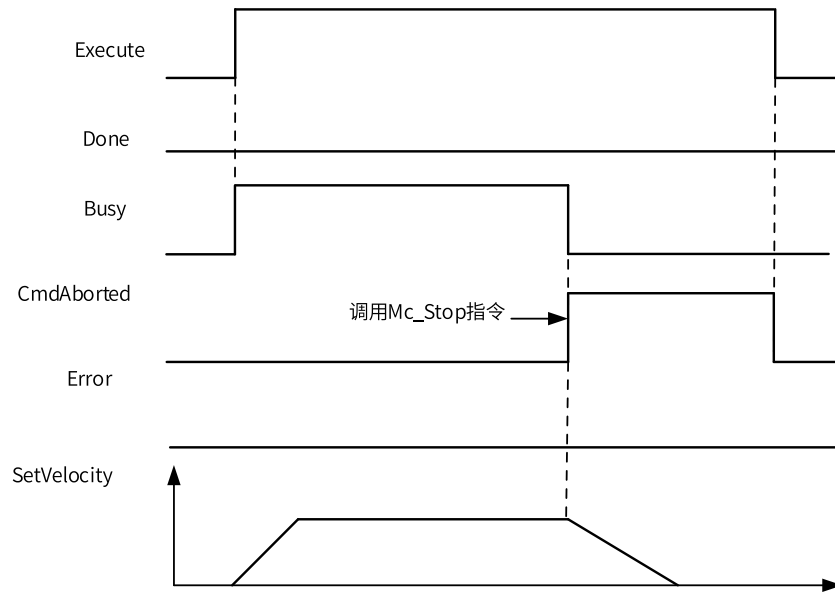 Execute
Done
Busy
CmdAborted
调用Mc_Stop指令
Error
SetVelocity